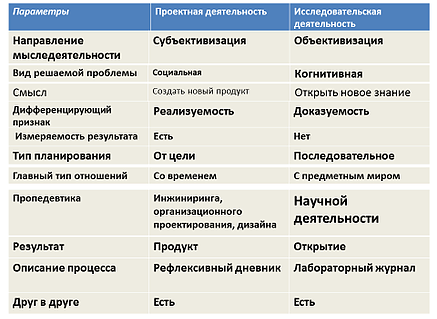 Параметры Проектная деятельность Исследовательская
деятельность
Направление Субъективизация Объективизация
мыследеятельности
Вид решаемой проблемы Социальная Когнитивная
Смысл Создать новый продукт Открыть новое знание
Дифференцирующий Реализуемость Доказуемость
признак
Измеряемость результата Есть Нет
Тип планирования От цели Последовательное
Главный тип отношений Со временем С предметным миром
Пропедевтика Инжиниринга, Научной
организационного деятельности
проектирования, дизайна
Результат Продукт Открытие
Описание процесса Рефлексивный дневник Лабораторный журнал
Друг в друге Есть Есть